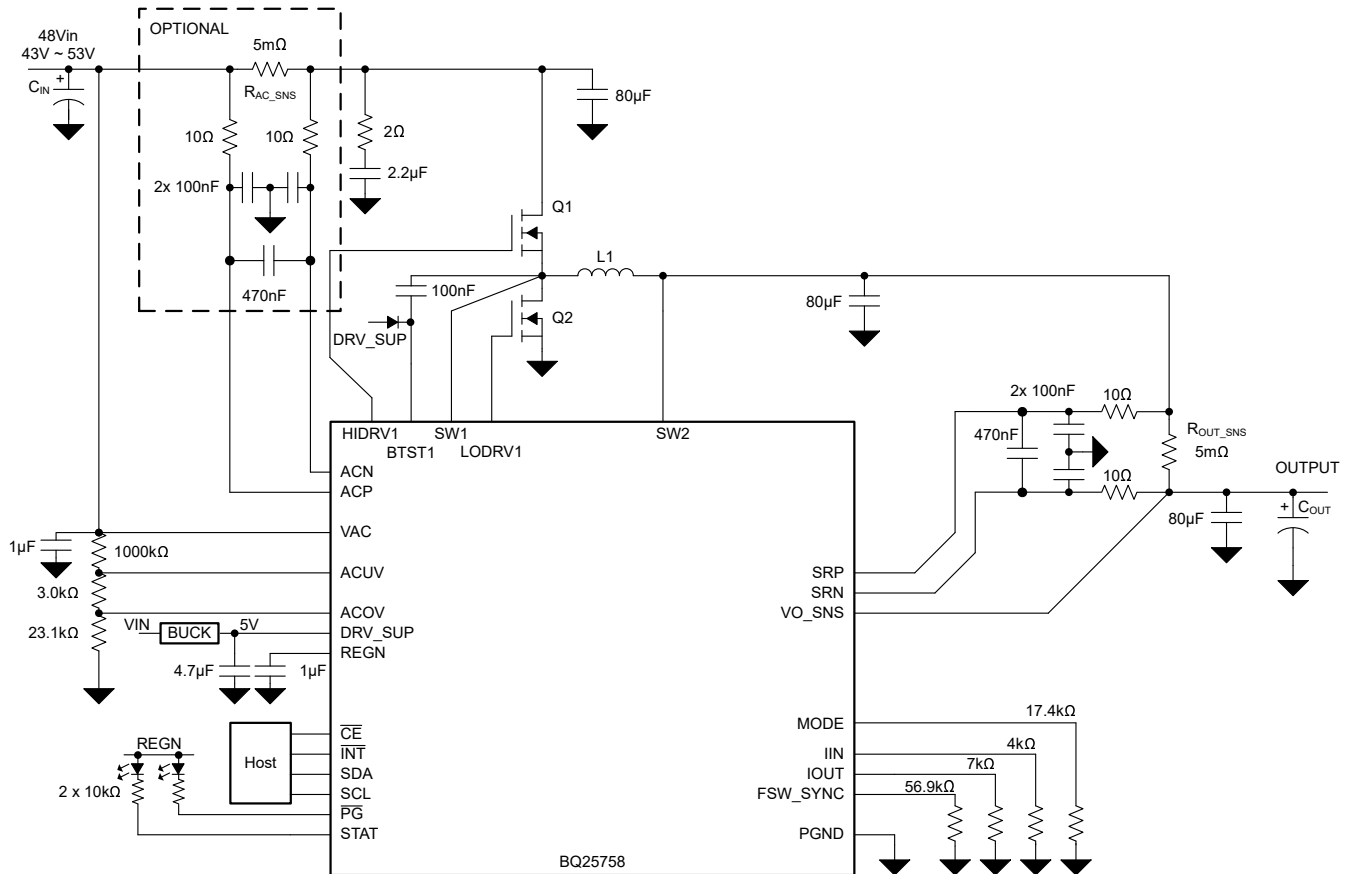 48Vin
43V ~ 53V
+
C_IN
OPTIONAL
5mΩ
R_AC_SNS
10Ω
10Ω
2x 100nF
470nF
2Ω
2.2µF
80µF
Q1
L1
100nF
Q2
DRV_SUP
80µF
HIDRV1
BTST1
SW1
LODRV1
SW2
2x 100nF
10Ω
470nF
R_OUT_SNS
5mΩ
10Ω
OUTPUT
80µF
+
C_OUT
ACN
ACP
VAC
1µF
1000kΩ
ACUV
3.0kΩ
ACOV
23.1kΩ
VIN
BUCK
5V
DRV_SUP
REGN
4.7µF
1µF
SRP
SRN
VO_SNS
Host
CE
INT
SDA
SCL
PG
STAT
REGN
2 x 10kΩ
MODE
17.4kΩ
IIN
4kΩ
IOUT
7kΩ
FSW_SYNC
56.9kΩ
PGND
BQ25758